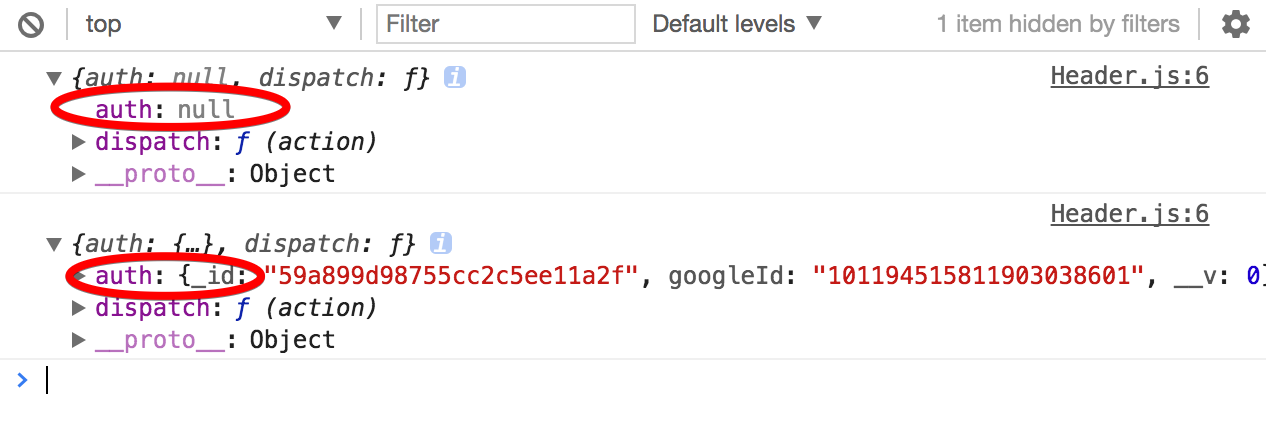 top Filter Default levels 1 item hidden by filters
{auth: null, dispatch: ƒ} i Header.js:6
auth: null
dispatch: ƒ (action)
__proto__: Object
Header.js:6
{auth: {…}, dispatch: ƒ} i
auth: {_id: "59a899d98755cc2c5ee11a2f", googleId: "101194515811903038601", __v: 0}
dispatch: ƒ (action)
__proto__: Object
>